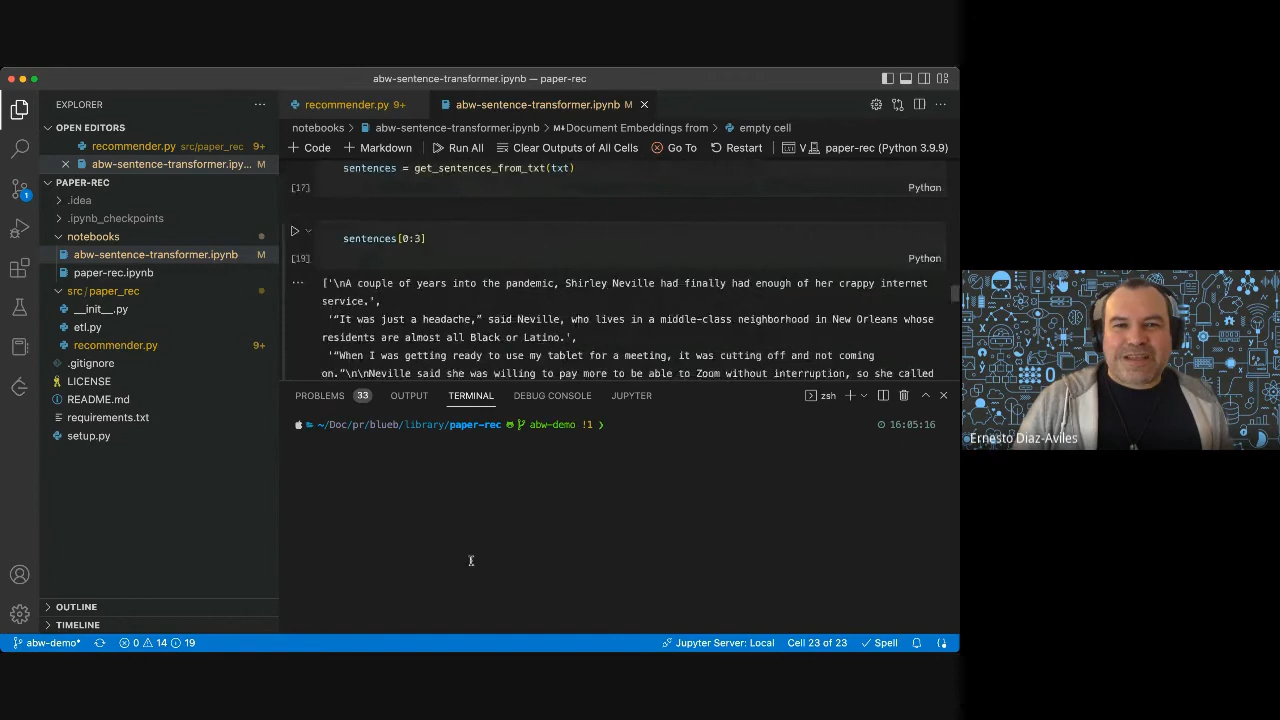 abw-sentence-transformer.ipynb — paper-rec
EXPLORER
OPEN EDITORS
recommender.py src/paper_rec 9+
abw-sentence-transformer.ipy... M
PAPER-REC
.idea
.ipynb_checkpoints
notebooks
abw-sentence-transformer.ipynb M
paper-rec.ipynb
src/paper_rec
__init__.py
etl.py
recommender.py 9+
.gitignore
LICENSE
README.md
requirements.txt
setup.py
OUTLINE
TIMELINE
recommender.py 9+ abw-sentence-transformer.ipynb M
notebooks > abw-sentence-transformer.ipynb > M↓Document Embeddings from > empty cell
+ Code + Markdown Run All Clear Outputs of All Cells Go To Restart V paper-rec (Python 3.9.9)
sentences = get_sentences_from_txt(txt)
[17] Python
sentences[0:3]
[19] Python
['\nA couple of years into the pandemic, Shirley Neville had finally had enough of her crappy internet
service.',
'“It was just a headache,” said Neville, who lives in a middle-class neighborhood in New Orleans whose
residents are almost all Black or Latino.',
'“When I was getting ready to use my tablet for a meeting, it was cutting off and not coming
on.”\n\nNeville said she was willing to pay more to be able to Zoom without interruption, so she called
PROBLEMS 33 OUTPUT TERMINAL DEBUG CONSOLE JUPYTER zsh
~/Doc/pr/blueb/library/paper-rec abw-demo !1 ❯ 16:05:16
abw-demo* 0 14 19 Jupyter Server: Local Cell 23 of 23 Spell
1
Ernesto Diaz-Aviles